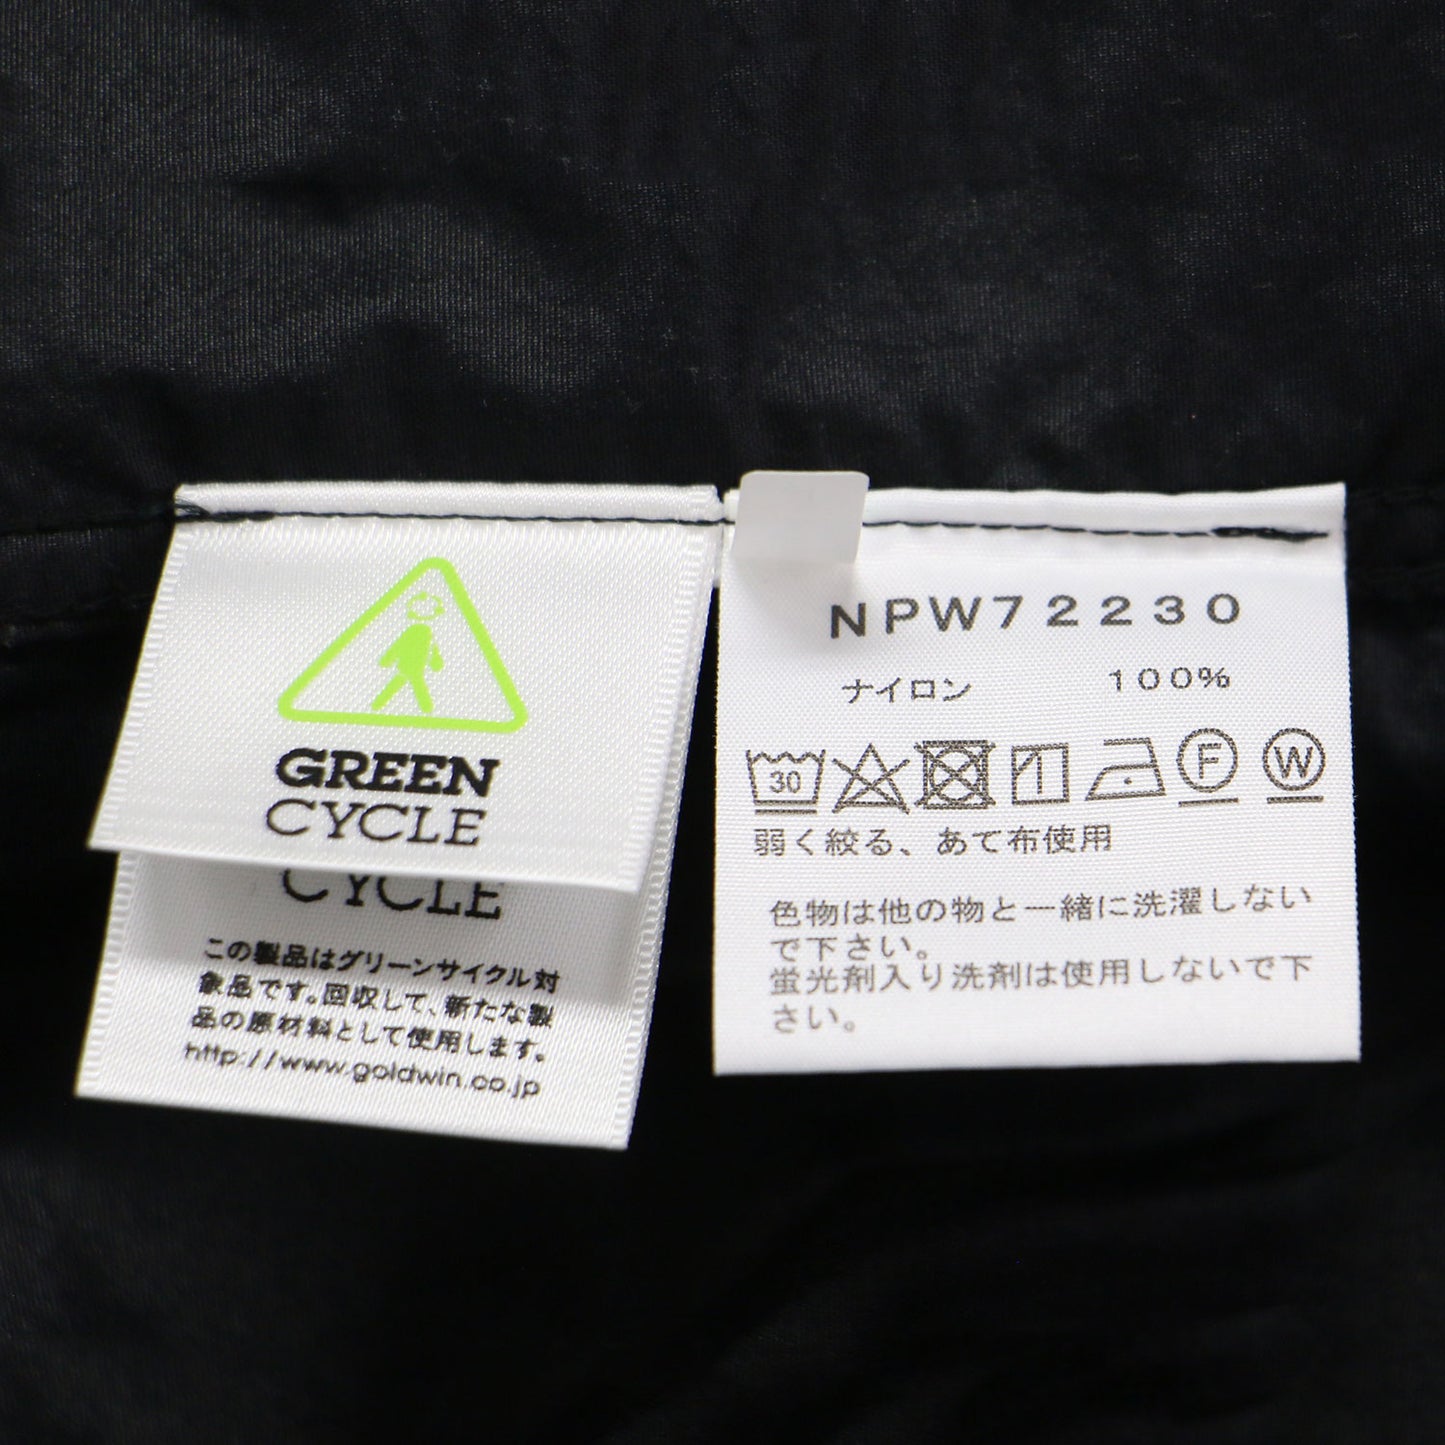 GREEN
CYCLE
CYCLE
この製品はグリーンサイクル対
象品です。回収して、新たな製
品の原材料として使用します。
http://www.goldwin.co.jp
NPW72230
ナイロン 100%
30 F W
弱く絞る、あて布使用
色物は他の物と一緒に洗濯しない
で下さい。
蛍光剤入り洗剤は使用しないで下
さい。